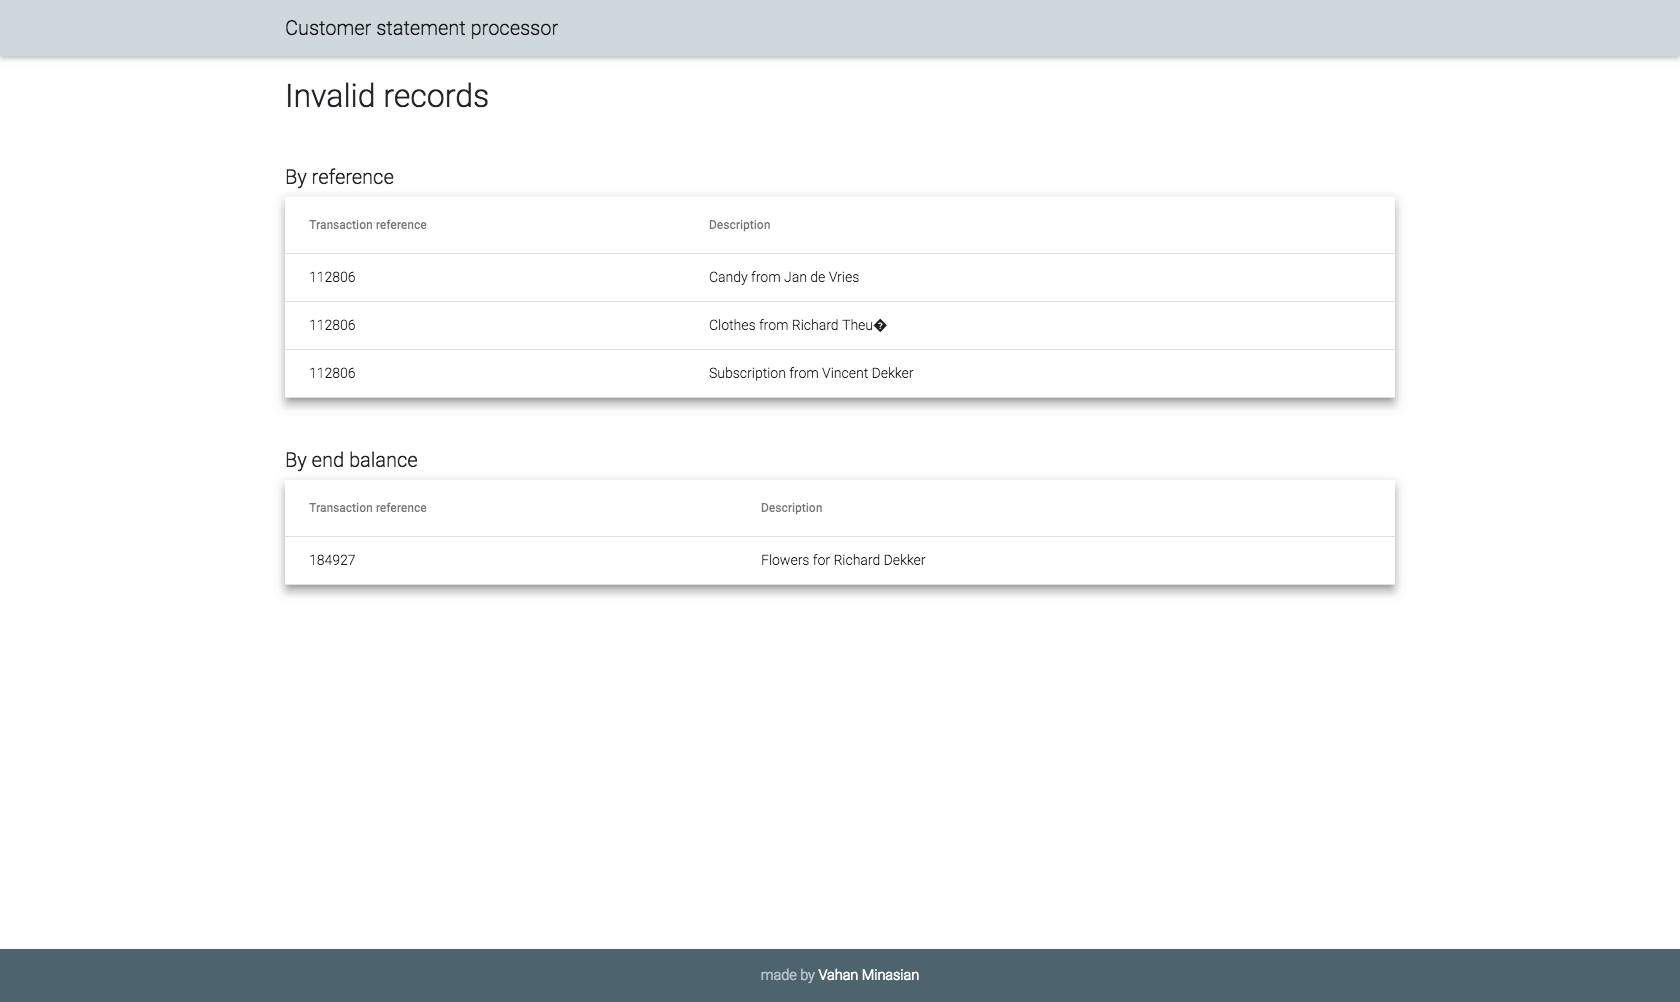 Customer statement processor
Invalid records
By reference
Transaction reference Description
112806 Candy from Jan de Vries
112806 Clothes from Richard Theu�
112806 Subscription from Vincent Dekker
By end balance
Transaction reference Description
184927 Flowers for Richard Dekker
made by Vahan Minasian